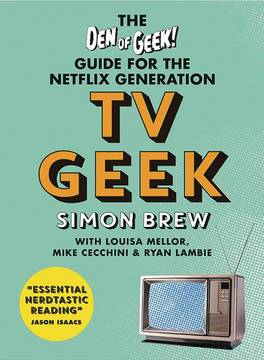 THE
DEN OF GEEK!
GUIDE FOR THE
NETFLIX GENERATION
TV
GEEK
SIMON BREW
WITH LOUISA MELLOR,
MIKE CECCHINI & RYAN LAMBIE
"ESSENTIAL
NERDTASTIC
READING"
JASON ISAACS